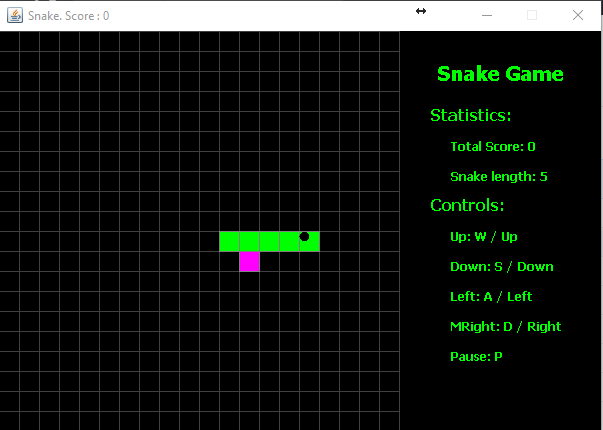 Snake. Score : 0
Snake Game
Statistics:
Total Score: 0
Snake length: 5
Controls:
Up: W / Up
Down: S / Down
Left: A / Left
MRight: D / Right
Pause: P